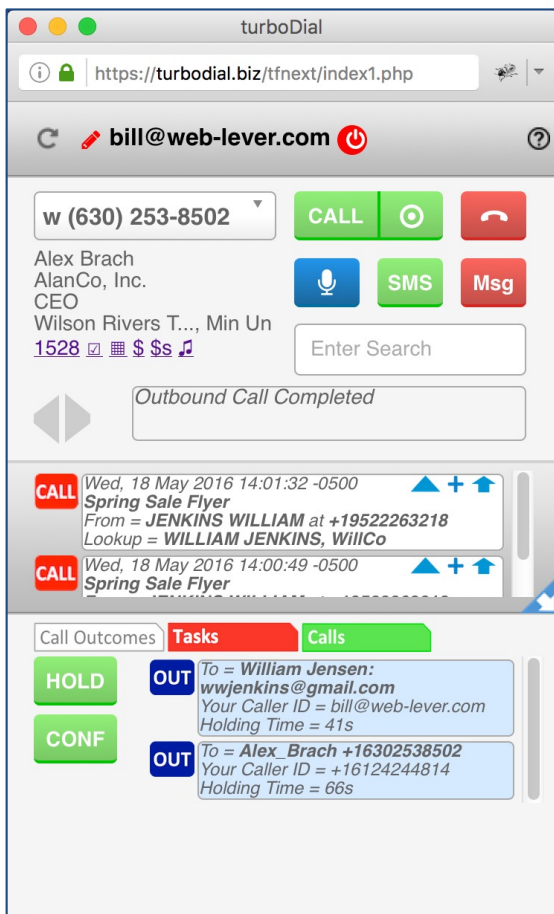 turboDial
https://turbodial.biz/tfnext/index1.php
bill@web-lever.com
w (630) 253-8502
CALL
Alex Brach
AlanCo, Inc.
CEO
Wilson Rivers T..., Min Un
1528 ☑ ▦ $ $s ♫
SMS
Msg
Enter Search
Outbound Call Completed
CALL
Wed, 18 May 2016 14:01:32 -0500
Spring Sale Flyer
From = JENKINS WILLIAM at +19522263218
Lookup = WILLIAM JENKINS, WillCo
CALL
Wed, 18 May 2016 14:00:49 -0500
Spring Sale Flyer
Call Outcomes
Tasks
Calls
HOLD
CONF
OUT
To = William Jensen:
wwjenkins@gmail.com
Your Caller ID = bill@web-lever.com
Holding Time = 41s
OUT
To = Alex_Brach +16302538502
Your Caller ID = +16124244814
Holding Time = 66s